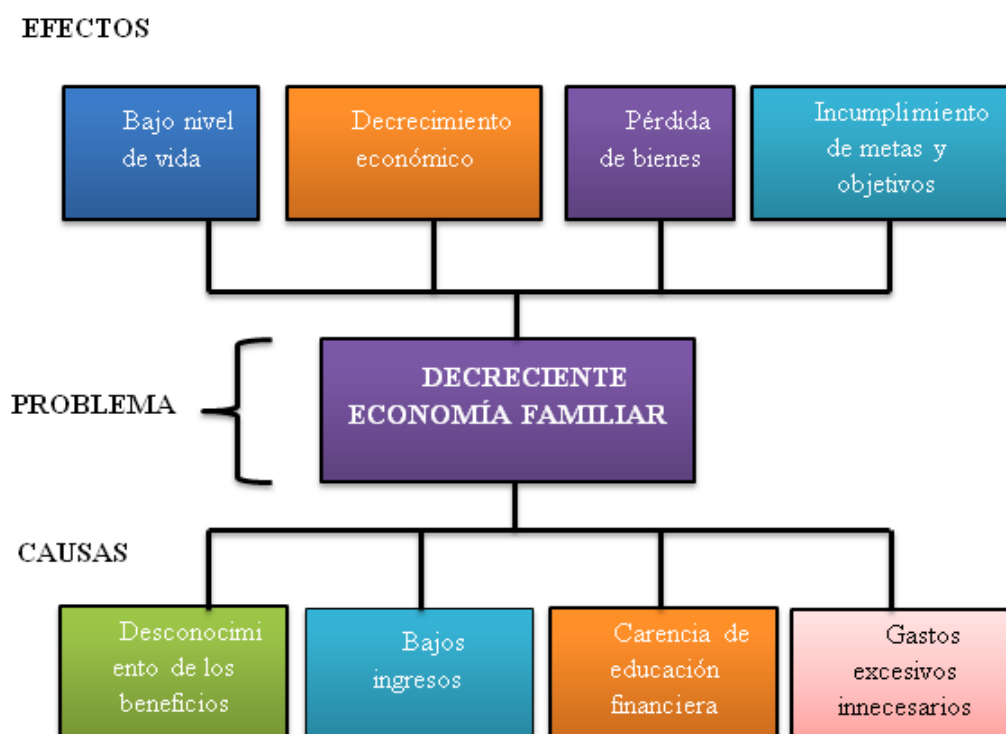 EFECTOS
Bajo nivel
de vida
Decrecimiento
económico
Pérdida
de bienes
Incumplimiento
de metas y
objetivos
PROBLEMA
DECRECIENTE
ECONOMÍA FAMILIAR
CAUSAS
Desconocimi
ento de los
beneficios
Bajos
ingresos
Carencia de
educación
financiera
Gastos
excesivos
innecesarios